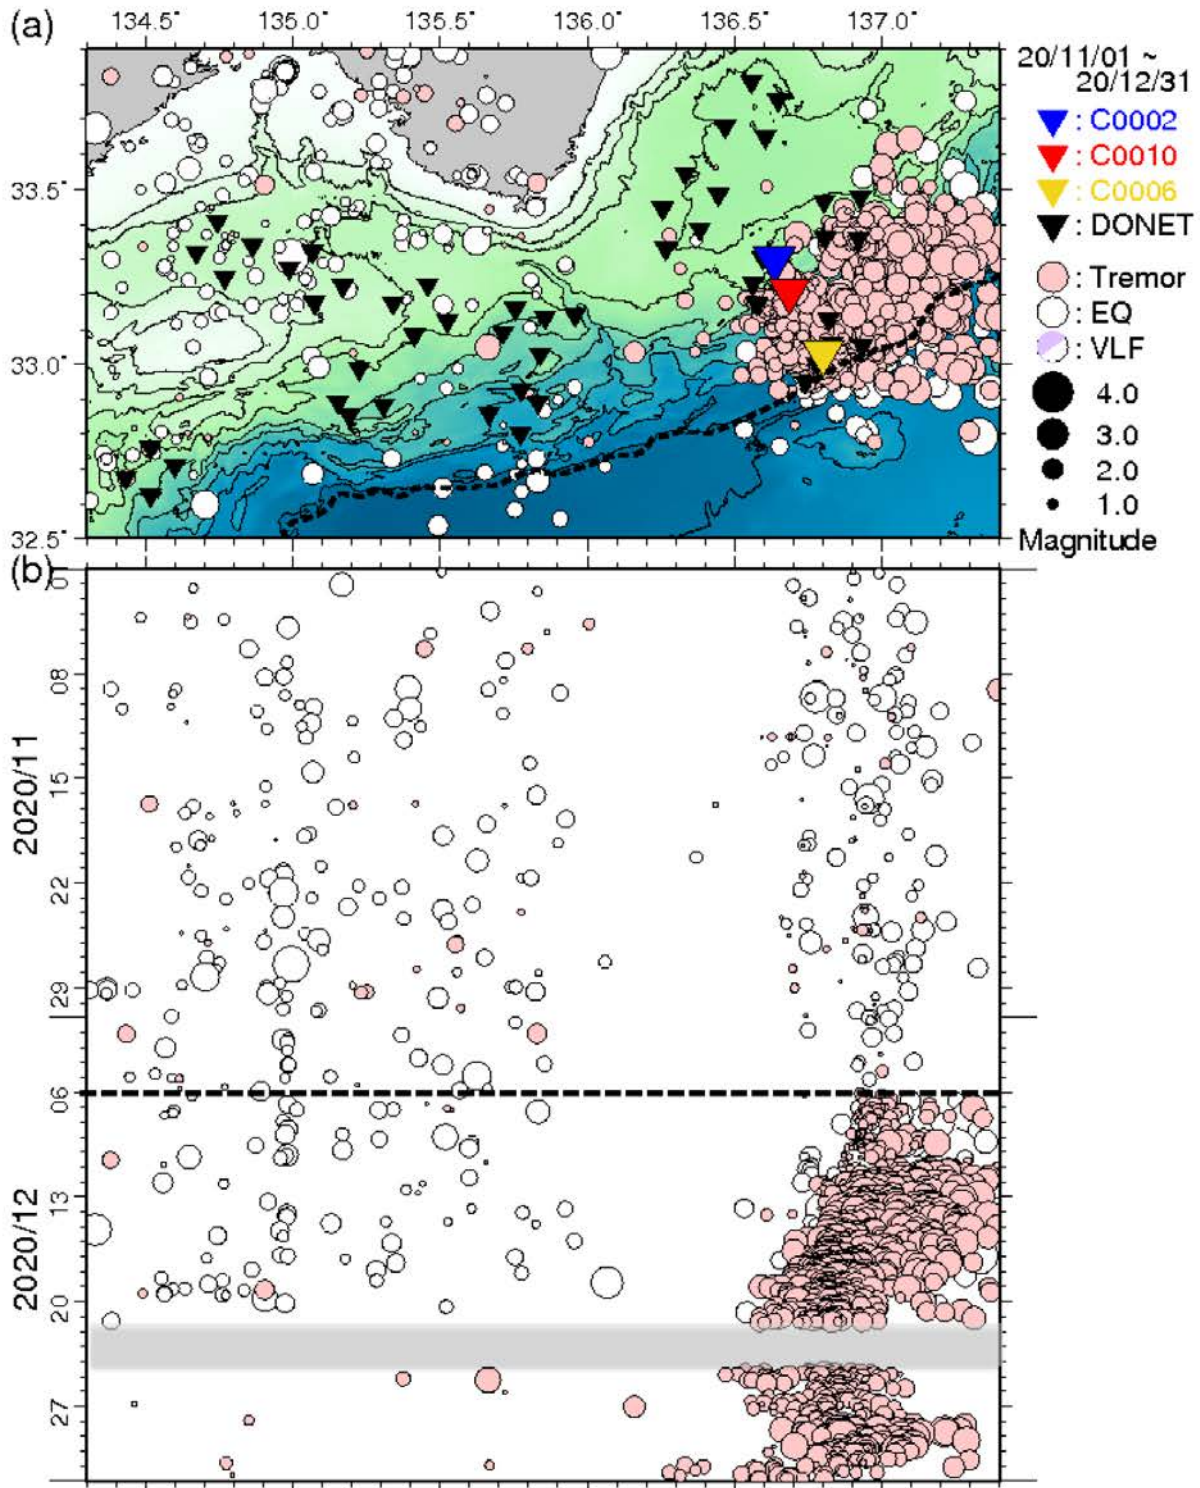 (a)
134.5° 135.0° 135.5° 136.0° 136.5° 137.0°
20/11/01 ~
20/12/31
: C0002
: C0010
: C0006
: DONET
: Tremor
: EQ
: VLF
4.0
3.0
2.0
1.0
Magnitude
33.5°
33.0°
32.5°
(b)
08
15
22
29
06
13
20
27
2020/11
2020/12